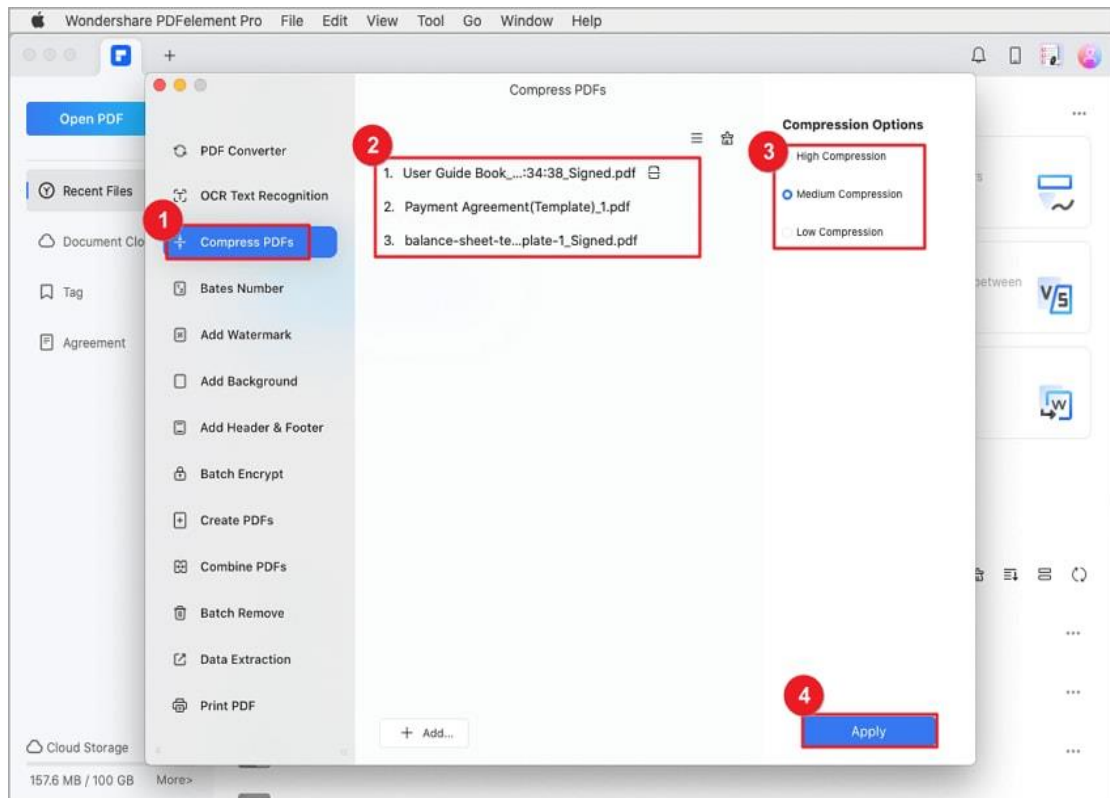 Wondershare PDFelement Pro File Edit View Tool Go Window Help
+
Open PDF
Recent Files
Document Clo
Tag
Agreement
Cloud Storage
157.6 MB / 100 GB More>
Compress PDFs
PDF Converter
OCR Text Recognition
1
Compress PDFs
Bates Number
Add Watermark
Add Background
Add Header & Footer
Batch Encrypt
Create PDFs
Combine PDFs
Batch Remove
Data Extraction
Print PDF
2
1. User Guide Book_...:34:38_Signed.pdf
2. Payment Agreement(Template)_1.pdf
3. balance-sheet-te...plate-1_Signed.pdf
+ Add...
Compression Options
3
High Compression
Medium Compression
Low Compression
4
Apply
s
between
V/S
W